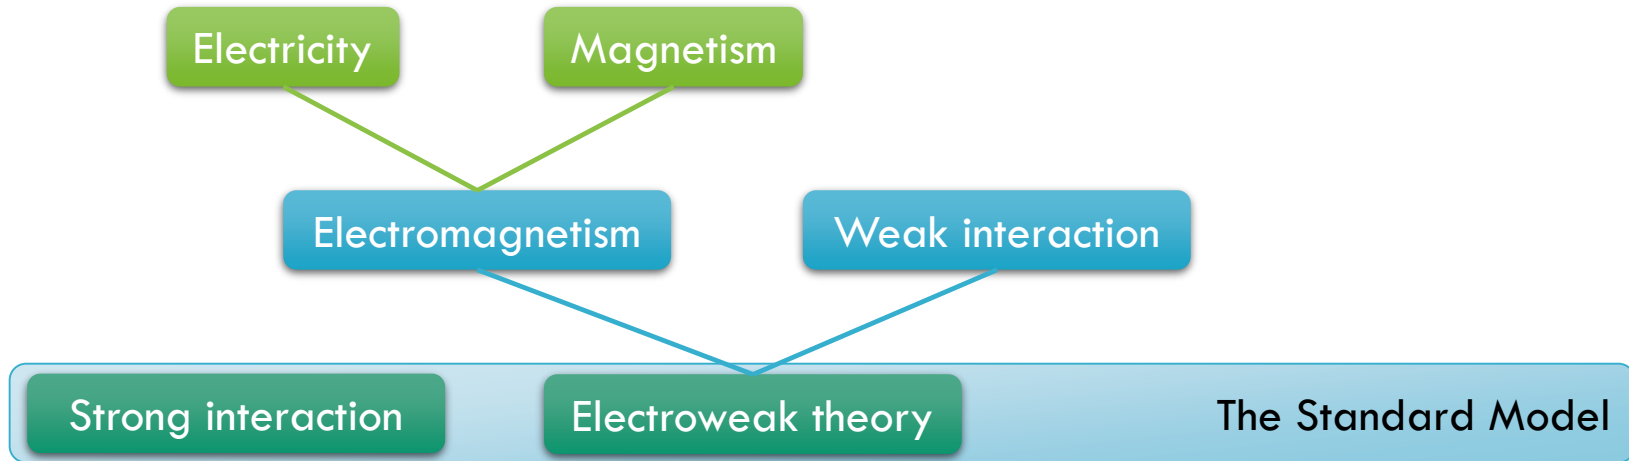 Electricity
Magnetism
Electromagnetism
Weak interaction
Strong interaction
Electroweak theory
The Standard Model